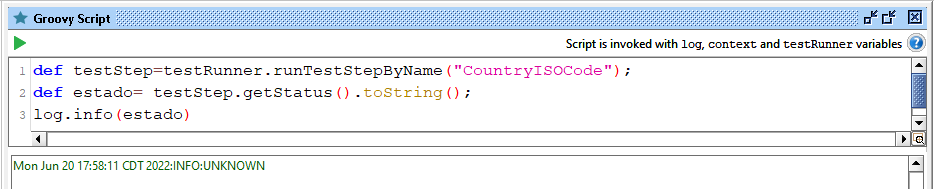 Groovy Script
Script is invoked with log, context and testRunner variables
1 def testStep=testRunner.runTestStepByName("CountryISOCode");
2 def estado= testStep.getStatus().toString();
3 log.info(estado)
Mon Jun 20 17:58:11 CDT 2022:INFO:UNKNOWN